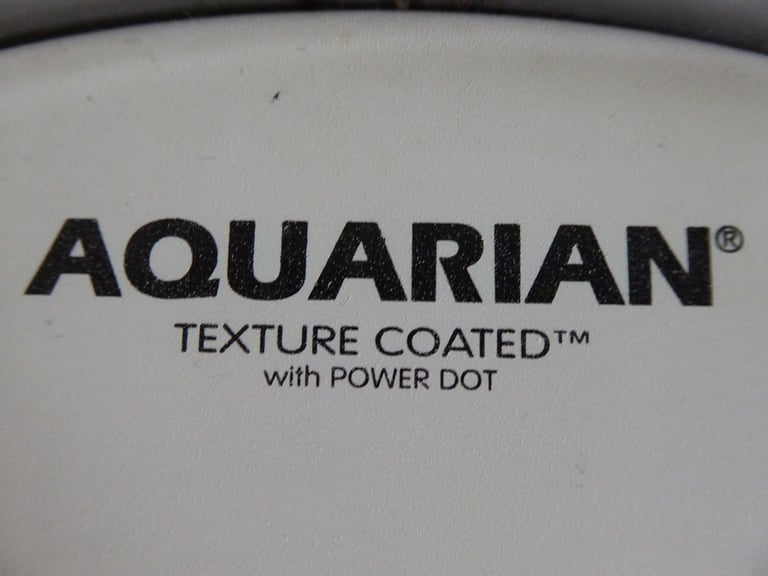 AQUARIAN®
TEXTURE COATED™
with POWER DOT